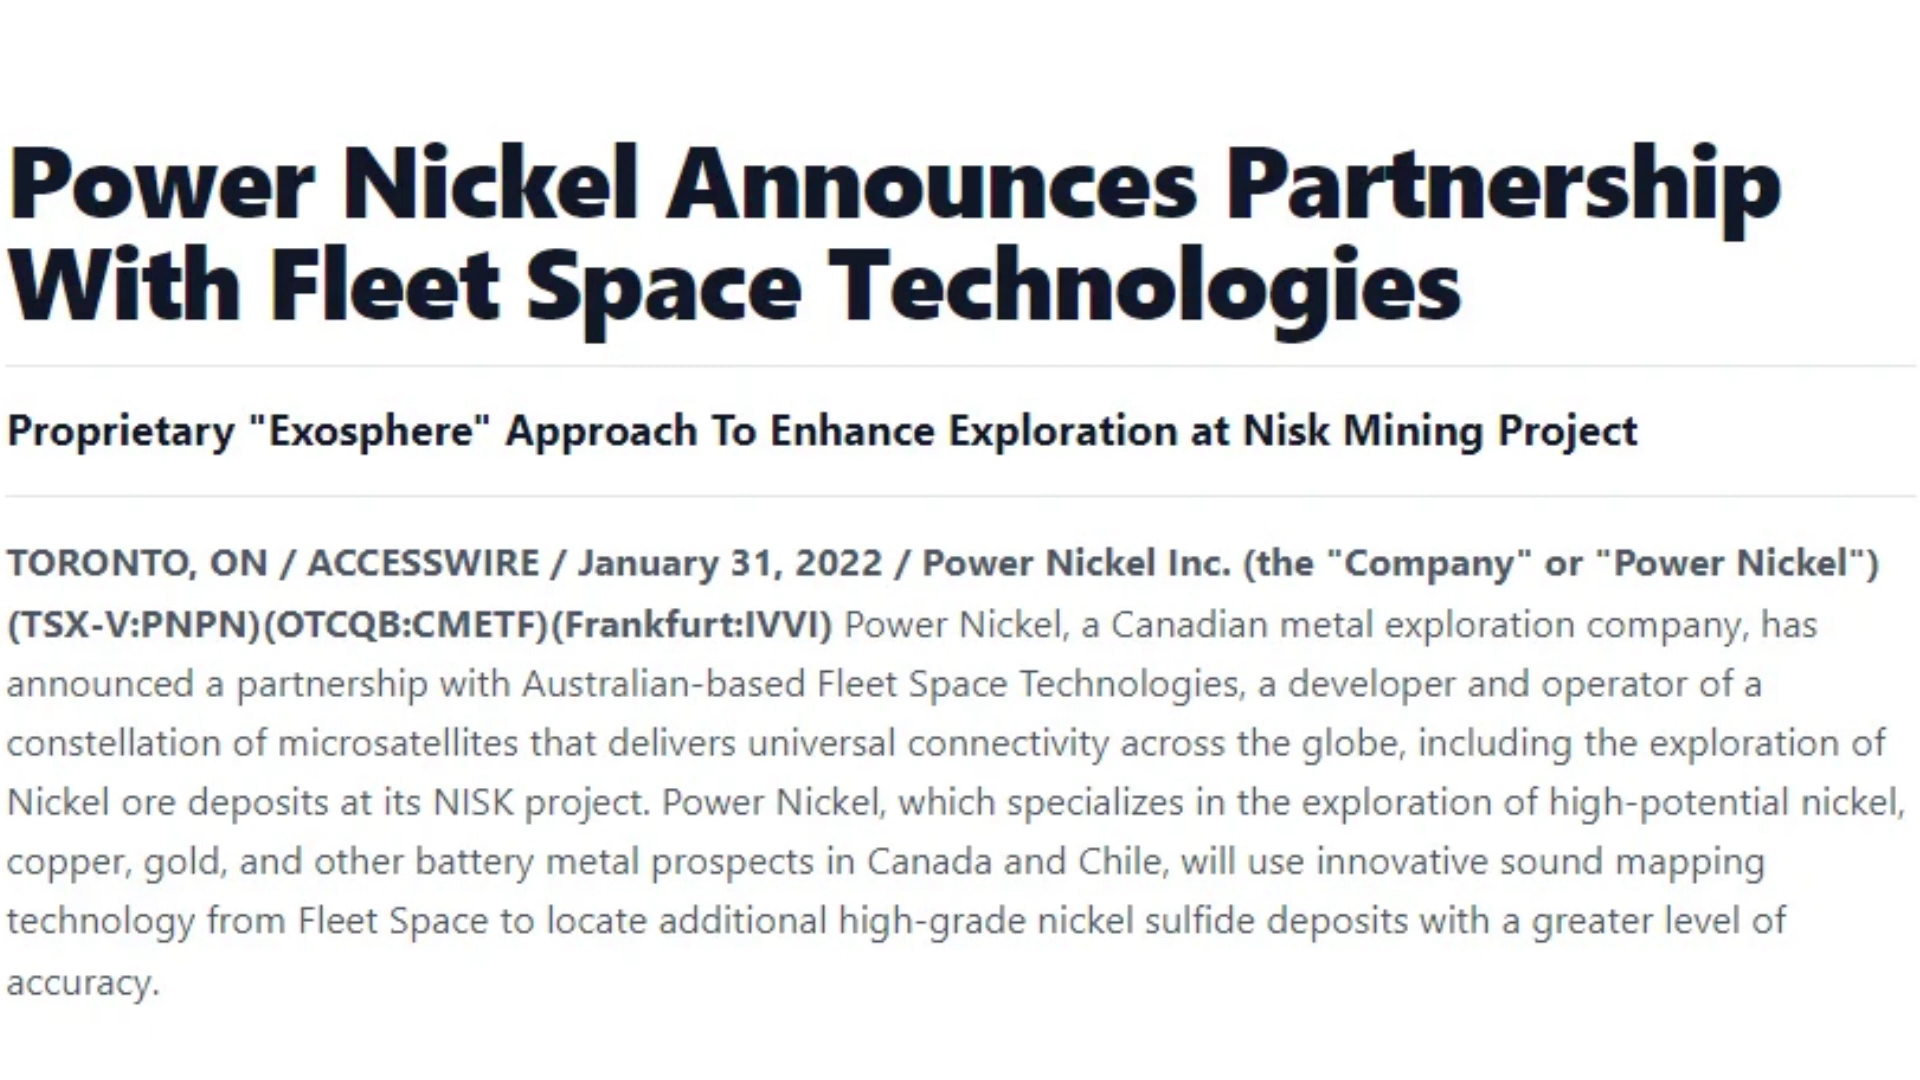 Power Nickel Announces Partnership
With Fleet Space Technologies
Proprietary "Exosphere" Approach To Enhance Exploration at Nisk Mining Project
TORONTO, ON / ACCESSWIRE / January 31, 2022 / Power Nickel Inc. (the "Company" or "Power Nickel")
(TSX-V:PNPN)(OTCQB:CMETF)(Frankfurt:IVVI) Power Nickel, a Canadian metal exploration company, has
announced a partnership with Australian-based Fleet Space Technologies, a developer and operator of a
constellation of microsatellites that delivers universal connectivity across the globe, including the exploration of
Nickel ore deposits at its NISK project. Power Nickel, which specializes in the exploration of high-potential nickel,
copper, gold, and other battery metal prospects in Canada and Chile, will use innovative sound mapping
technology from Fleet Space to locate additional high-grade nickel sulfide deposits with a greater level of
accuracy.